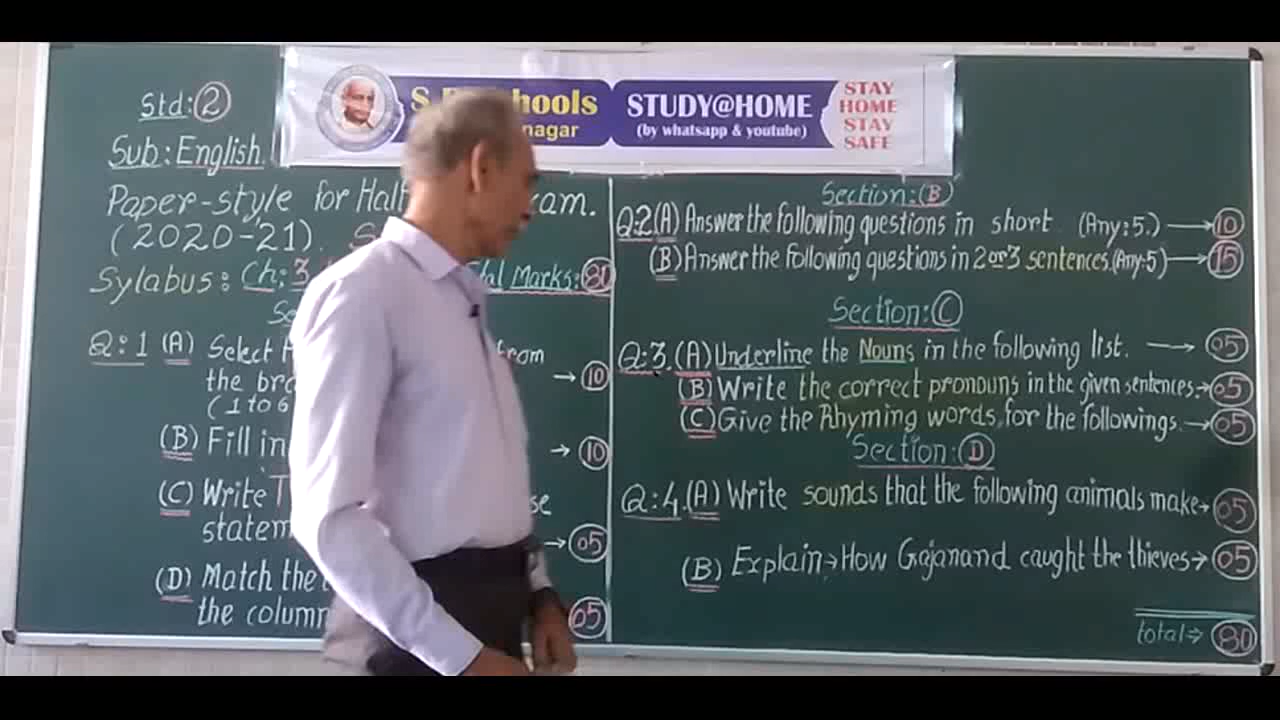 S. hools
nagar
STUDY@HOME
(by whatsapp & youtube)
STAY
HOME
STAY
SAFE
Std: 2
Sub: English.
Paper-style for Half am.
(2020-21). S
Sylabus: Ch: 3 al Marks: 80
Se
Q:1 (A) Select from
the bra → 10
(1 to 6
(B) Fill in → 10
(C) Write T se
statem → 05
(D) Match the
the column 05
Section: (B)
Q:2 (A) Answer the following questions in short. (Any: 5.) → 10
(B) Answer the following questions in 2 or 3 sentences. (Any: 5) → 15
Section: C
Q:3. (A) Underline the Nouns in the following list. → 05
(B) Write the correct pronouns in the given sentences. → 05
(C) Give the Rhyming words for the followings. → 05
Section: D
Q:4. (A) Write sounds that the following animals make → 05
(B) Explain → How Gajanand caught the thieves → 05
total ⇒ 80